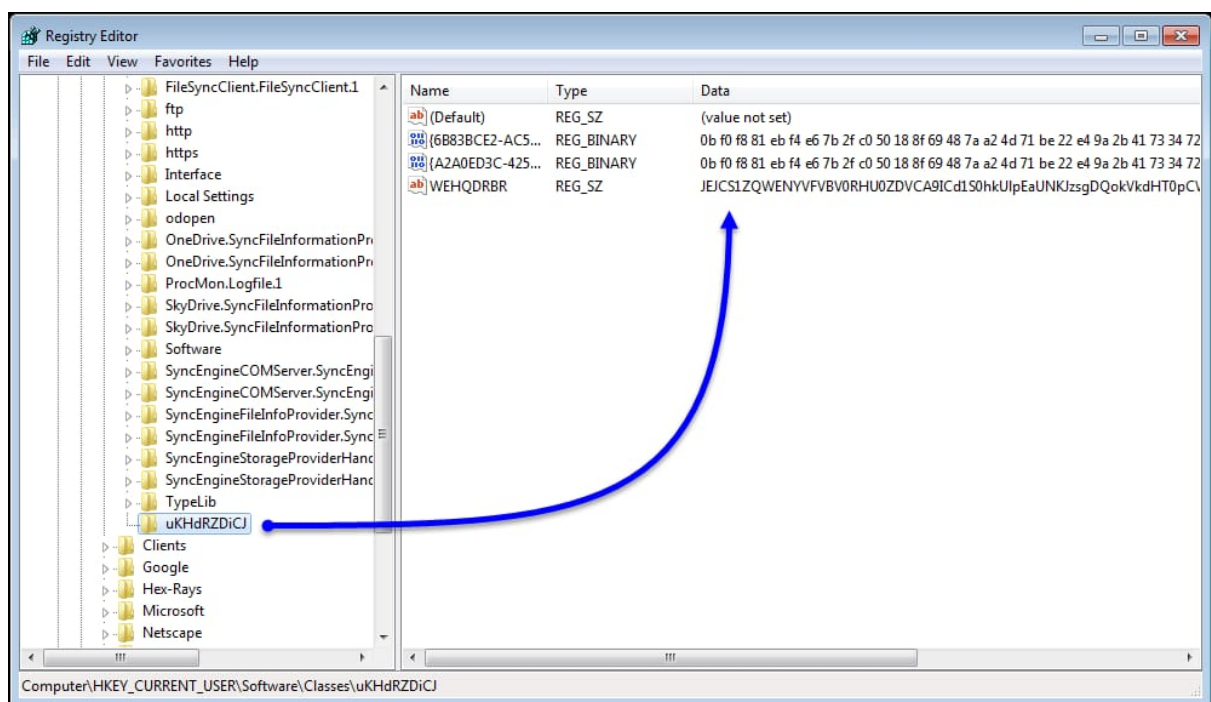 Registry Editor
File Edit View Favorites Help
FileSyncClient.FileSyncClient.1
ftp
http
https
Interface
Local Settings
odopen
OneDrive.SyncFileInformationPr
OneDrive.SyncFileInformationPr
ProcMon.Logfile.1
SkyDrive.SyncFileInformationPro
SkyDrive.SyncFileInformationPro
Software
SyncEngineCOMServer.SyncEngi
SyncEngineCOMServer.SyncEngi
SyncEngineFileInfoProvider.Sync
SyncEngineFileInfoProvider.Sync
SyncEngineStorageProviderHanc
SyncEngineStorageProviderHanc
TypeLib
uKHdRZDiCJ
Clients
Google
Hex-Rays
Microsoft
Netscape
Name Type Data
(Default) REG_SZ (value not set)
{6B83BCE2-AC5... REG_BINARY 0b f0 f8 81 eb f4 e6 7b 2f c0 50 18 8f 69 48 7a a2 4d 71 be 22 e4 9a 2b 41 73 34 72
{A2A0ED3C-425... REG_BINARY 0b f0 f8 81 eb f4 e6 7b 2f c0 50 18 8f 69 48 7a a2 4d 71 be 22 e4 9a 2b 41 73 34 72
WEHQDRBR REG_SZ
Computer\HKEY_CURRENT_USER\Software\Classes\uKHdRZDiCJ